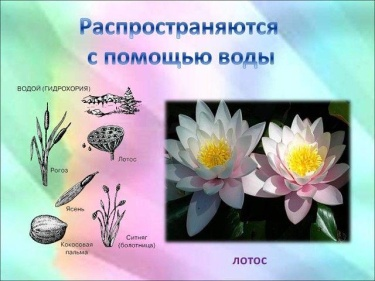 Распространяются
с помощью воды
ВОДОЙ (ГИДРОХОРИЯ)
Лотос
Рогоз
Ясень
Ситняг
(болотница)
Кокосовая
пальма
лотос